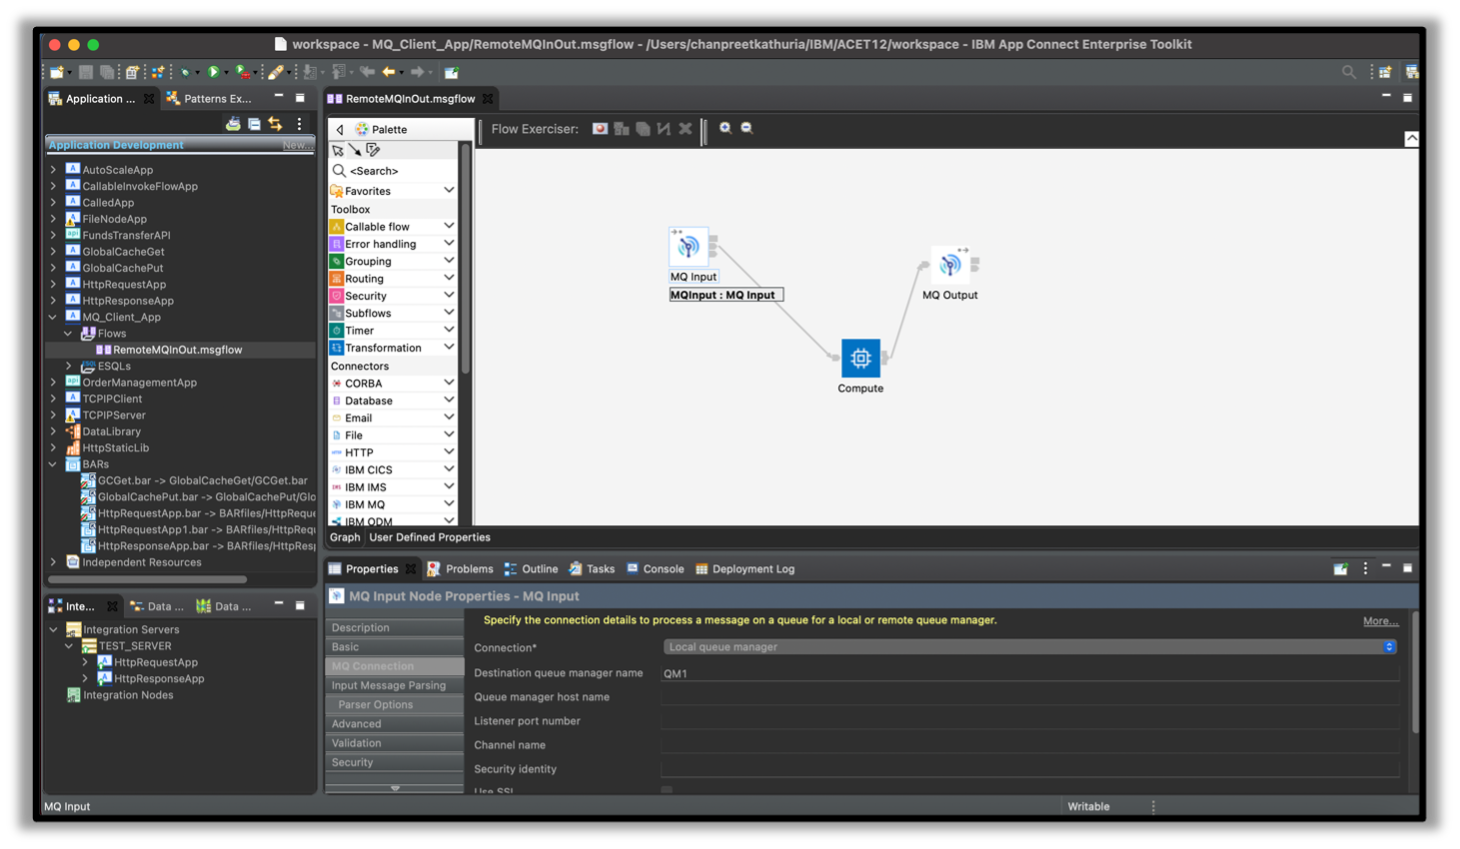 workspace - MQ_Client_App/RemoteMQInOut.msgflow - /Users/chanpreetkathuria/IBM/ACET12/workspace - IBM App Connect Enterprise Toolkit
Application ...
Patterns Ex...
Application Development
New...
AutoScaleApp
CallableInvokeFlowApp
CalledApp
FileNodeApp
FundsTransferAPI
GlobalCacheGet
GlobalCachePut
HttpRequestApp
HttpResponseApp
MQ_Client_App
Flows
RemoteMQInOut.msgflow
ESQLs
OrderManagementApp
TCPIPClient
TCPIPServer
DataLibrary
HttpStaticLib
BARs
GCGet.bar -> GlobalCacheGet/GCGet.bar
GlobalCachePut.bar -> GlobalCachePut/Glo
HttpRequestApp.bar -> BARfiles/HttpReque
HttpRequestApp1.bar -> BARfiles/HttpRequ
HttpResponseApp.bar -> BARfiles/HttpResp
Independent Resources
Inte...
Data ...
Data ...
Integration Servers
TEST_SERVER
HttpRequestApp
HttpResponseApp
Integration Nodes
RemoteMQInOut.msgflow
Palette
<Search>
Favorites
Toolbox
Callable flow
Error handling
Grouping
Routing
Security
Subflows
Timer
Transformation
Connectors
CORBA
Database
Email
File
HTTP
IBM CICS
IBM IMS
IBM MQ
IBM ODM
Flow Exerciser:
MQ Input
MQInput : MQ Input
MQ Output
Compute
Graph
User Defined Properties
Properties
Problems
Outline
Tasks
Console
Deployment Log
MQ Input Node Properties - MQ Input
Description
Basic
MQ Connection
Input Message Parsing
Parser Options
Advanced
Validation
Security
Specify the connection details to process a message on a queue for a local or remote queue manager.
More...
Connection* Local queue manager
Destination queue manager name QM1
Queue manager host name
Listener port number
Channel name
Security identity
Use SSL
MQ Input
Writable